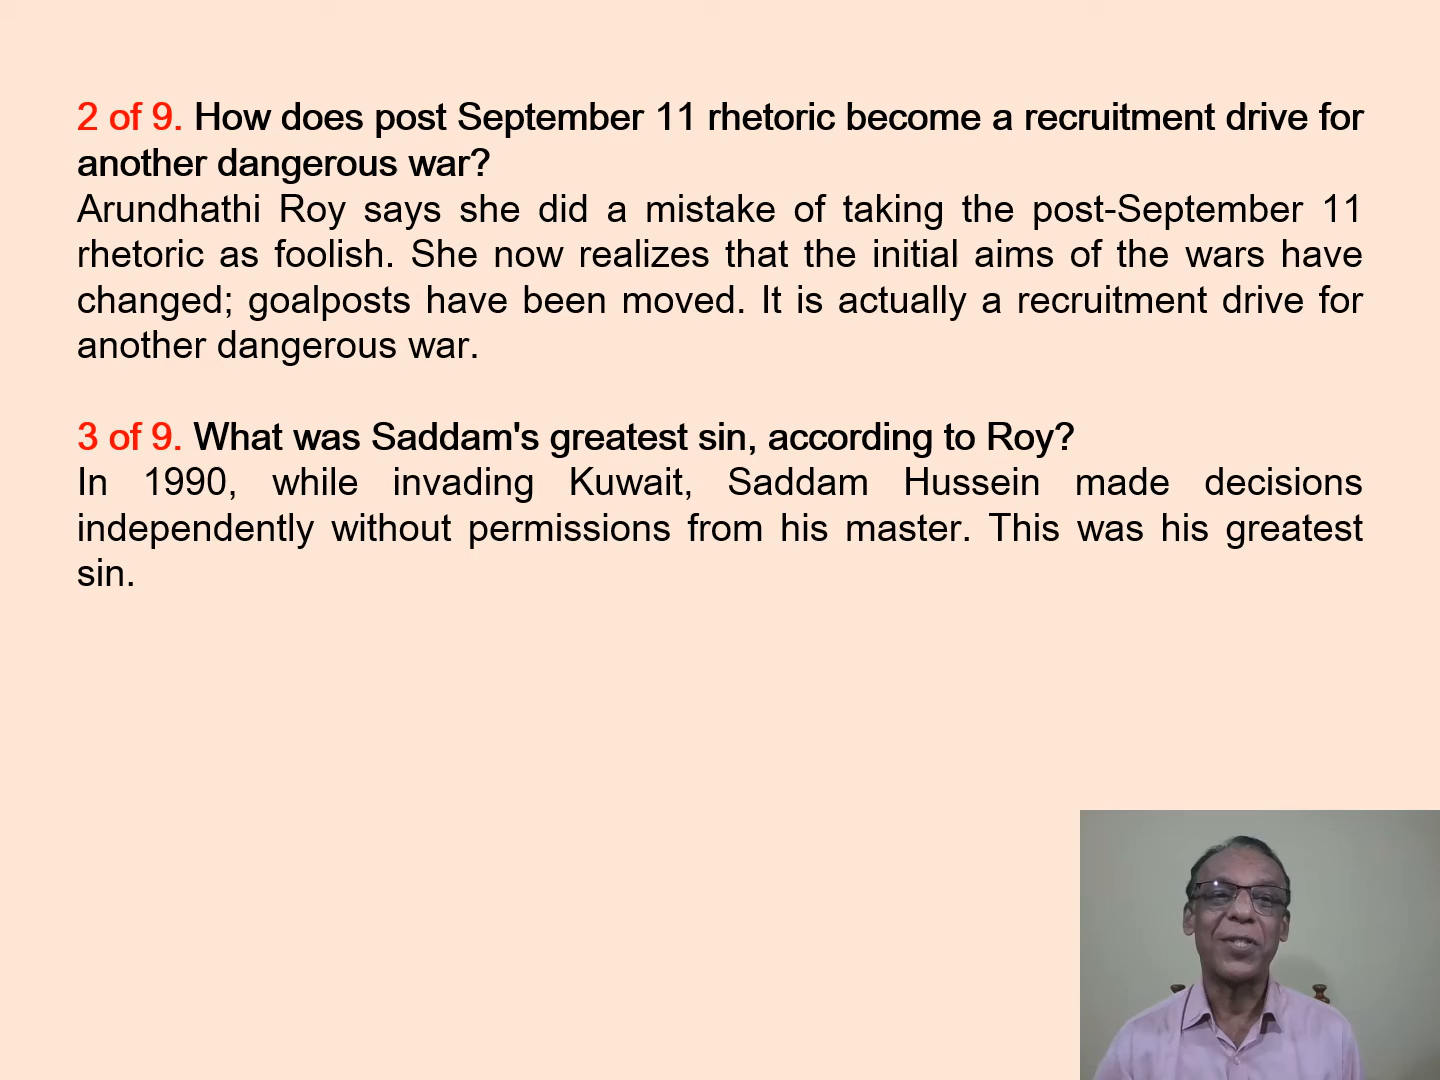 2 of 9. How does post September 11 rhetoric become a recruitment drive for
another dangerous war?
Arundhathi Roy says she did a mistake of taking the post-September 11
rhetoric as foolish. She now realizes that the initial aims of the wars have
changed; goalposts have been moved. It is actually a recruitment drive for
another dangerous war.
3 of 9. What was Saddam's greatest sin, according to Roy?
In 1990, while invading Kuwait, Saddam Hussein made decisions
independently without permissions from his master. This was his greatest
sin.